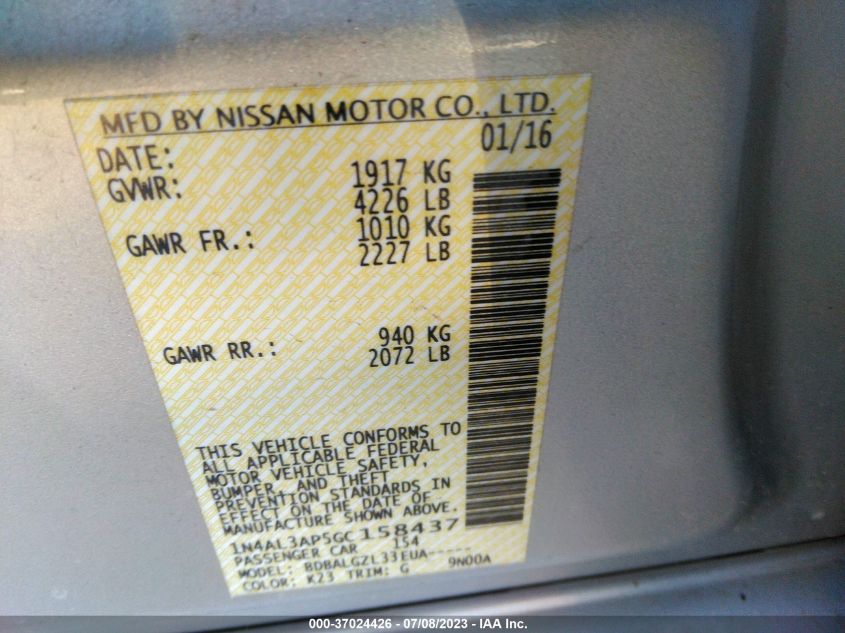 MFD BY NISSAN MOTOR CO., LTD.
DATE: 01/16
GVWR: 1917 KG
4226 LB
GAWR FR.: 1010 KG
2227 LB
GAWR RR.: 940 KG
2072 LB
THIS VEHICLE CONFORMS TO
ALL APPLICABLE FEDERAL
MOTOR VEHICLE SAFETY,
BUMPER, AND THEFT
PREVENTION STANDARDS IN
EFFECT ON THE DATE OF
MANUFACTURE SHOWN ABOVE.
1N4AL3AP5GC158437
PASSENGER CAR 154
MODEL: BDBALGZL33EUA-----
COLOR: K23 TRIM: G 9N00A
000-37024426 - 07/08/2023 - IAA Inc.